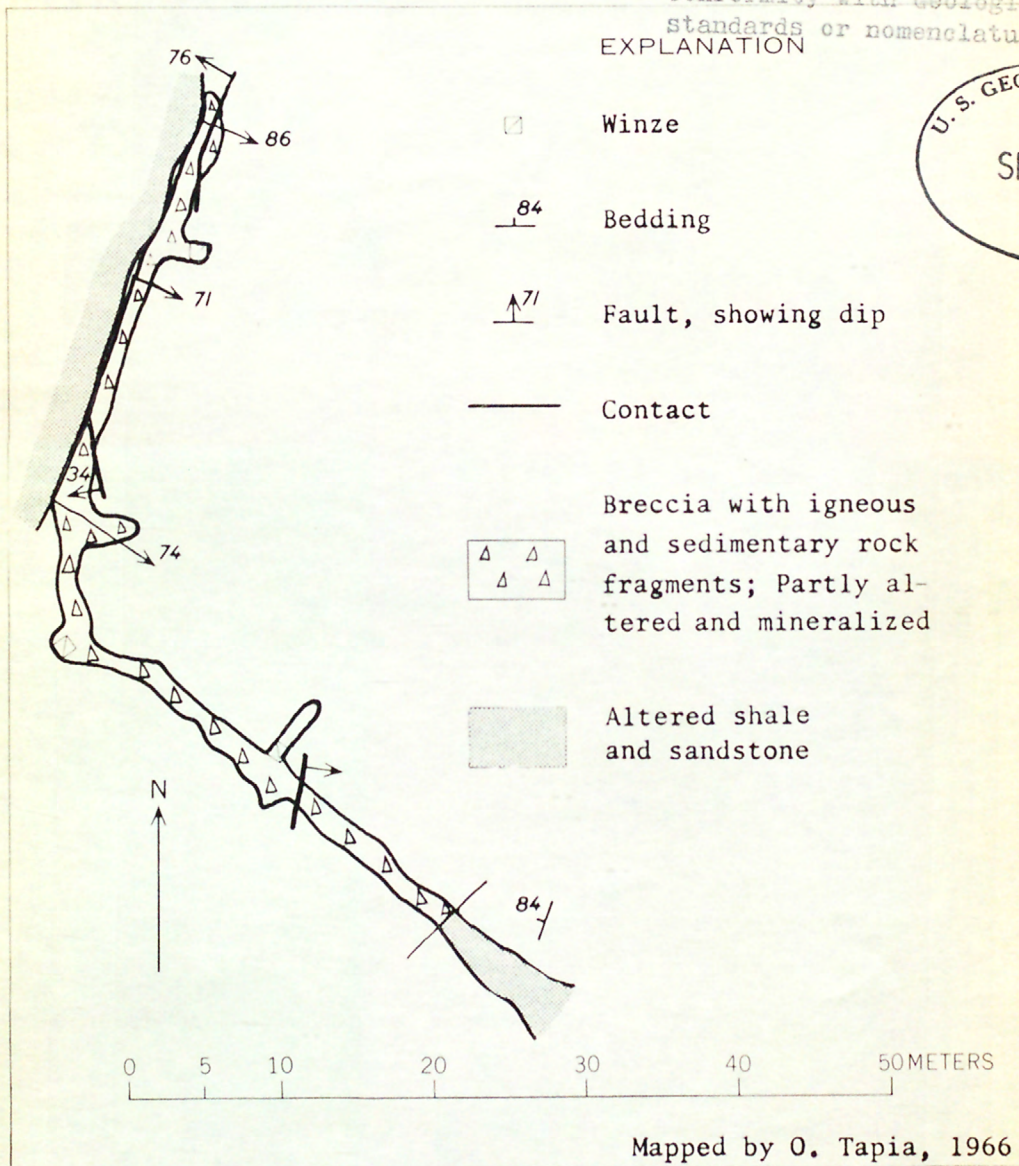 standards or nomenclatu
EXPLANATION
U. S. GEO
Winze
84
Bedding
71
Fault, showing dip
Contact
Breccia with igneous
and sedimentary rock
fragments; Partly al-
tered and mineralized
Altered shale
and sandstone
76
86
71
34
74
N
84
0 5 10 20 30 40 50 METERS
Mapped by O. Tapia, 1966